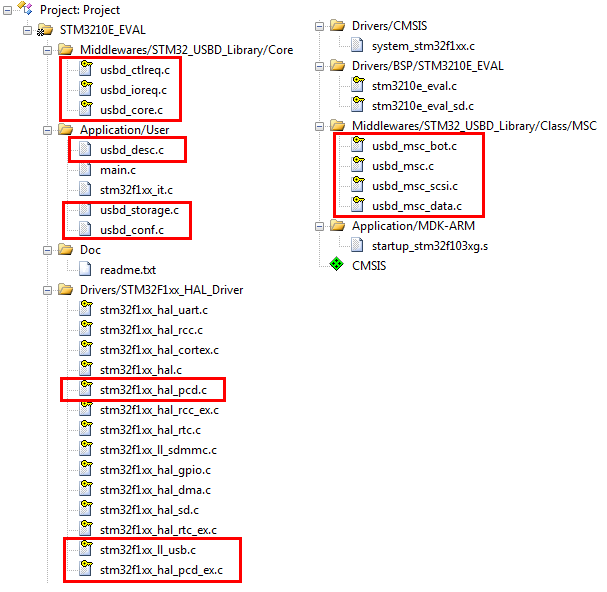 Project: Project
STM3210E_EVAL
Middlewares/STM32_USBD_Library/Core
usbd_ctlreq.c
usbd_ioreq.c
usbd_core.c
Application/User
usbd_desc.c
main.c
stm32f1xx_it.c
usbd_storage.c
usbd_conf.c
Doc
readme.txt
Drivers/STM32F1xx_HAL_Driver
stm32f1xx_hal_uart.c
stm32f1xx_hal_rcc.c
stm32f1xx_hal_cortex.c
stm32f1xx_hal.c
stm32f1xx_hal_pcd.c
stm32f1xx_hal_rcc_ex.c
stm32f1xx_hal_rtc.c
stm32f1xx_ll_sdmmc.c
stm32f1xx_hal_gpio.c
stm32f1xx_hal_dma.c
stm32f1xx_hal_sd.c
stm32f1xx_hal_rtc_ex.c
stm32f1xx_ll_usb.c
stm32f1xx_hal_pcd_ex.c
Drivers/CMSIS
system_stm32f1xx.c
Drivers/BSP/STM3210E_EVAL
stm3210e_eval.c
stm3210e_eval_sd.c
Middlewares/STM32_USBD_Library/Class/MSC
usbd_msc_bot.c
usbd_msc.c
usbd_msc_scsi.c
usbd_msc_data.c
Application/MDK-ARM
startup_stm32f103xg.s
CMSIS